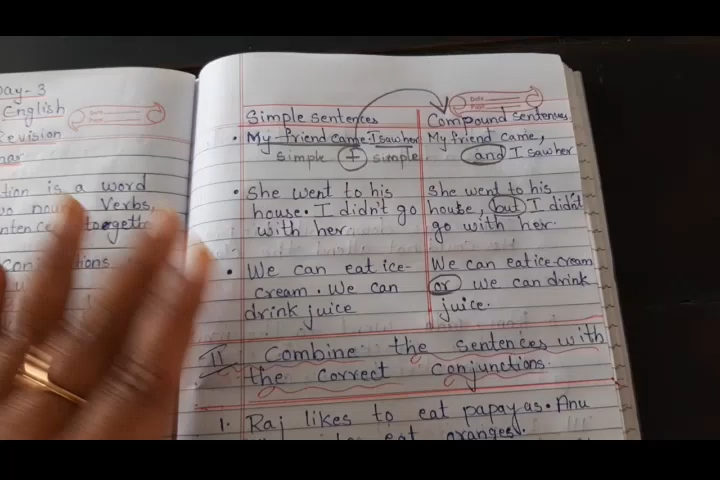 Day-3
English
Revision
is a word
Verbs.
Simple sentences
Compound sentences
Date
Page
• My friend came. I saw her
My friend came,
simple + simple
and I saw her
• She went to his
She went to his
house. I didn't go
house, but I didn't
with her
go with her.
• We can eat ice-
We can eat ice-cream
cream. We can
or we can drink
drink juice
juice.
II Combine the sentences with
the correct conjunctions.
1. Raj likes to eat papayas. Anu
eat oranges.